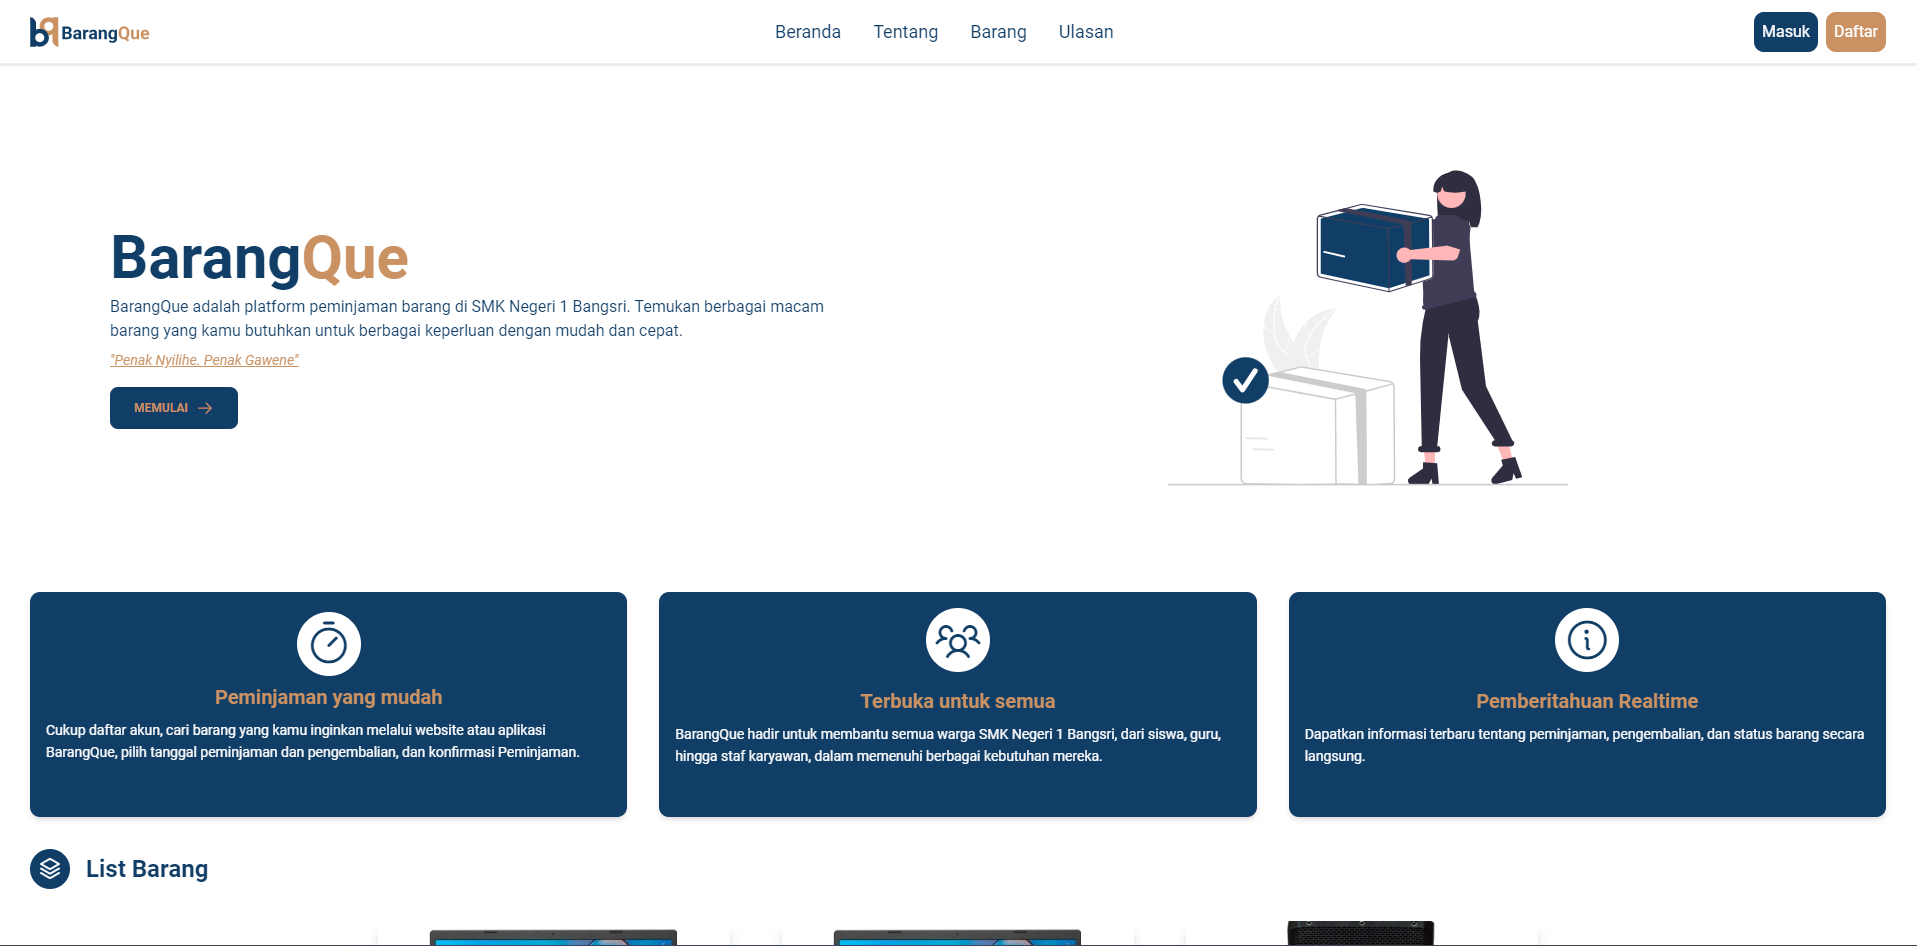 BarangQue
Beranda
Tentang
Barang
Ulasan
Masuk
Daftar
BarangQue
BarangQue adalah platform peminjaman barang di SMK Negeri 1 Bangsri. Temukan berbagai macam
barang yang kamu butuhkan untuk berbagai keperluan dengan mudah dan cepat.
"Penak Nyilihe. Penak Gawene"
MEMULAI
Peminjaman yang mudah
Cukup daftar akun, cari barang yang kamu inginkan melalui website atau aplikasi
BarangQue, pilih tanggal peminjaman dan pengembalian, dan konfirmasi Peminjaman.
Terbuka untuk semua
BarangQue hadir untuk membantu semua warga SMK Negeri 1 Bangsri, dari siswa, guru,
hingga staf karyawan, dalam memenuhi berbagai kebutuhan mereka.
Pemberitahuan Realtime
Dapatkan informasi terbaru tentang peminjaman, pengembalian, dan status barang secara
langsung.
List Barang